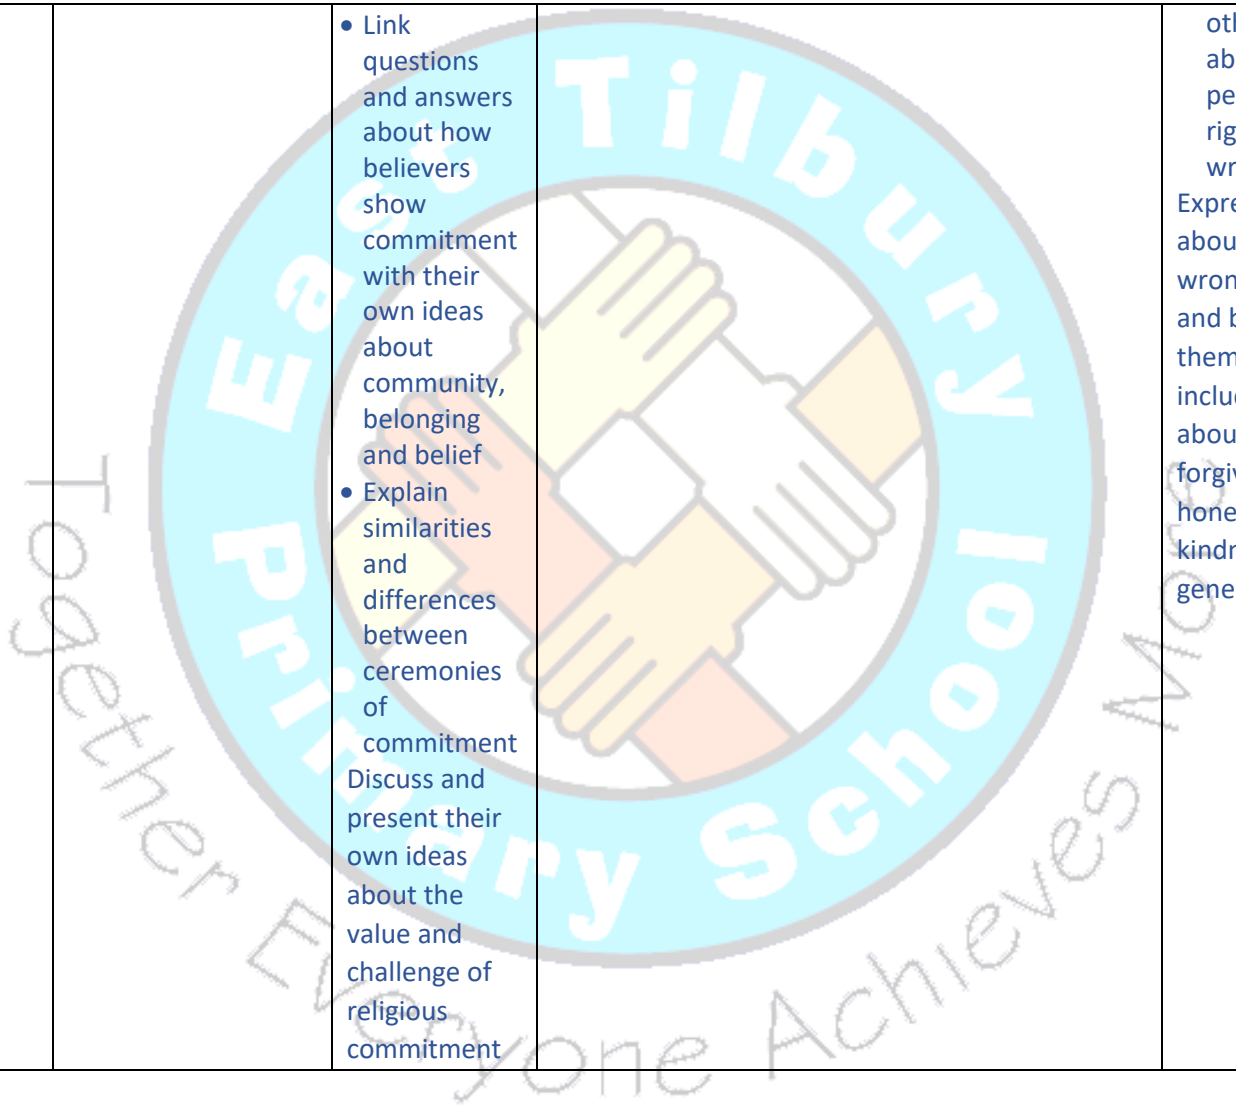 • Link
questions
and answers
about how
believers
show
commitment
with their
own ideas
about
community,
belonging
and belief
• Explain
similarities
and
differences
between
ceremonies
of
commitment
Discuss and
present their
own ideas
about the
value and
challenge of
religious
commitment
and
East Tilbury
Primary School
Together Everyone Achieves More